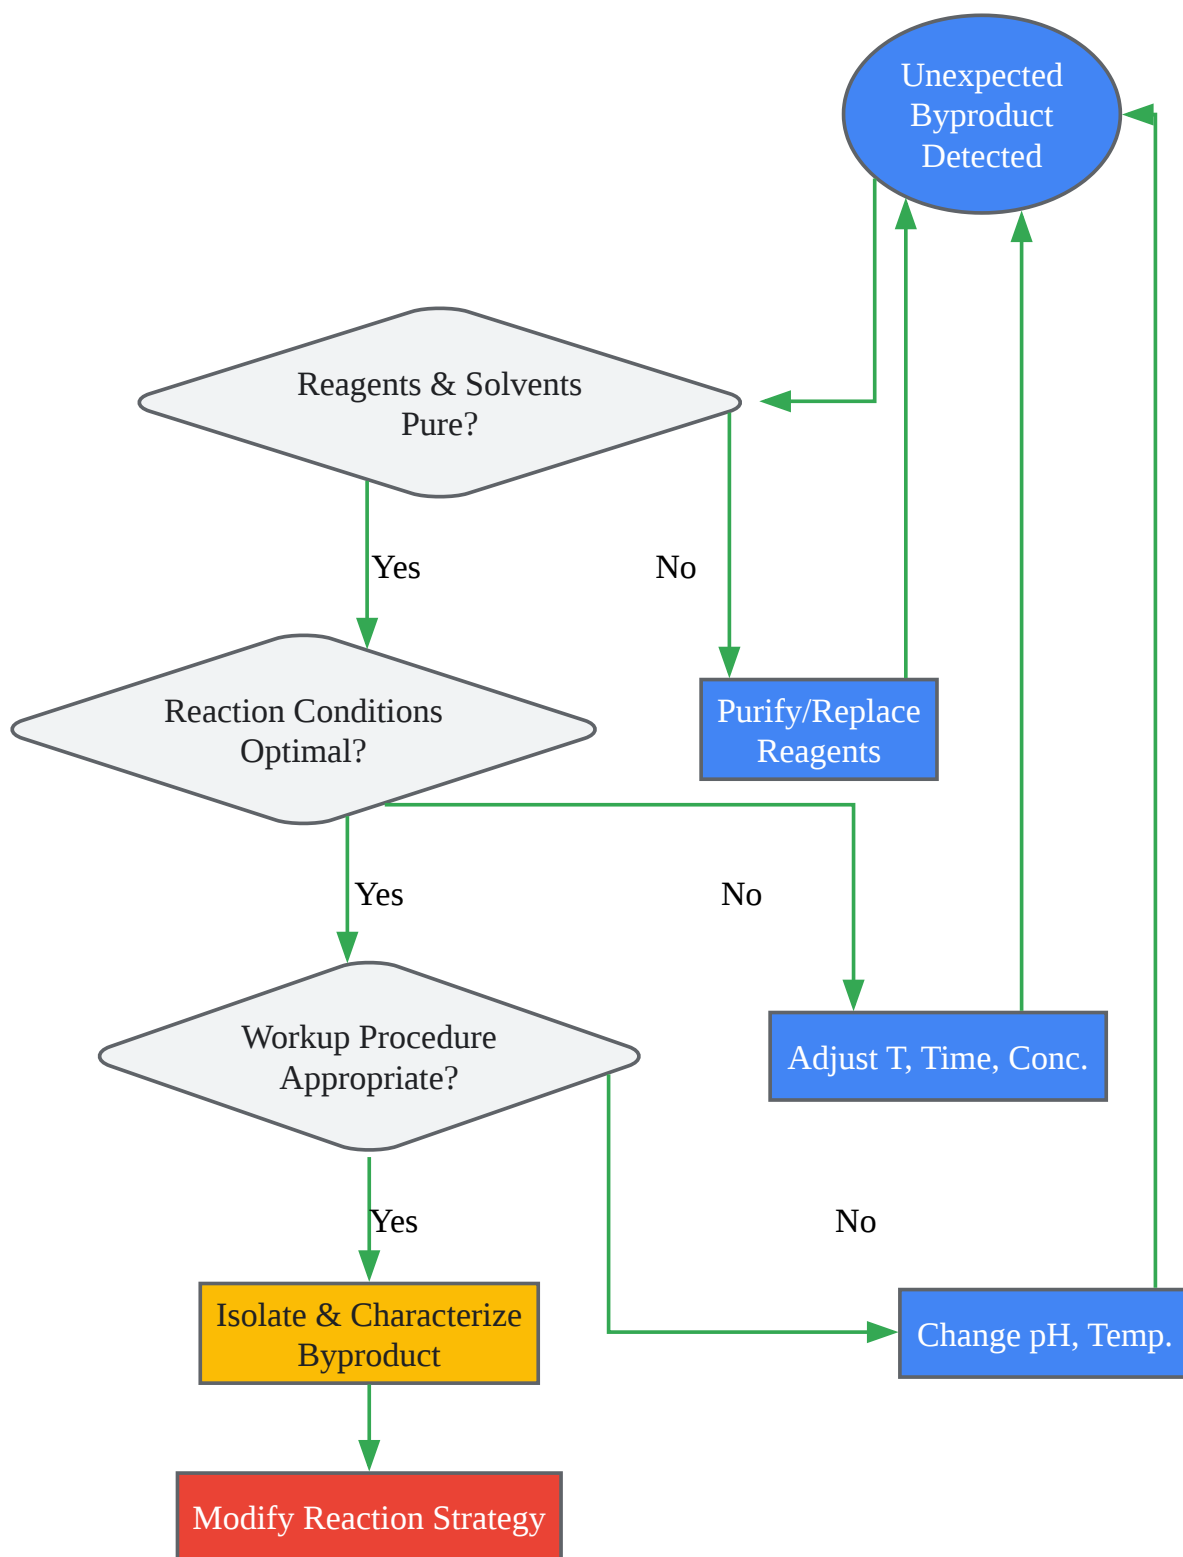 Unexpected
Byproduct
Detected
Reagents & Solvents
Pure?
Yes
No
Reaction Conditions
Optimal?
Purify/Replace
Reagents
Yes
No
Workup Procedure
Appropriate?
Adjust T, Time, Conc.
Yes
No
Isolate & Characterize
Byproduct
Change pH, Temp.
Modify Reaction Strategy